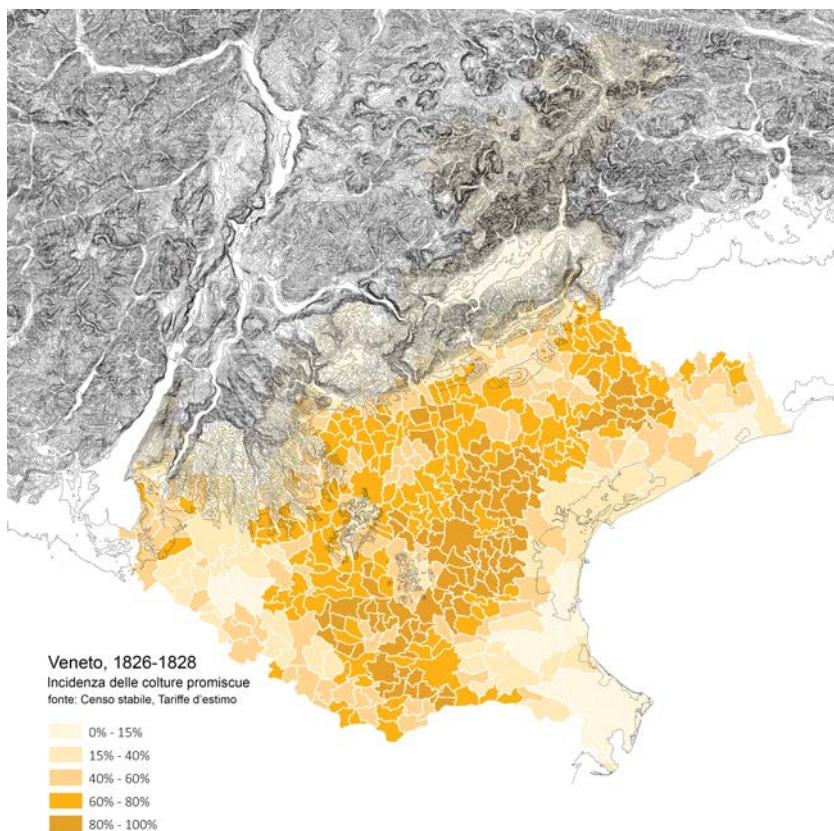 Veneto, 1826-1828
Incidenza delle colture promiscue
fonte: Censo stabile, Tariffe d'estimo
0% - 15%
15% - 40%
40% - 60%
60% - 80%
80% - 100%